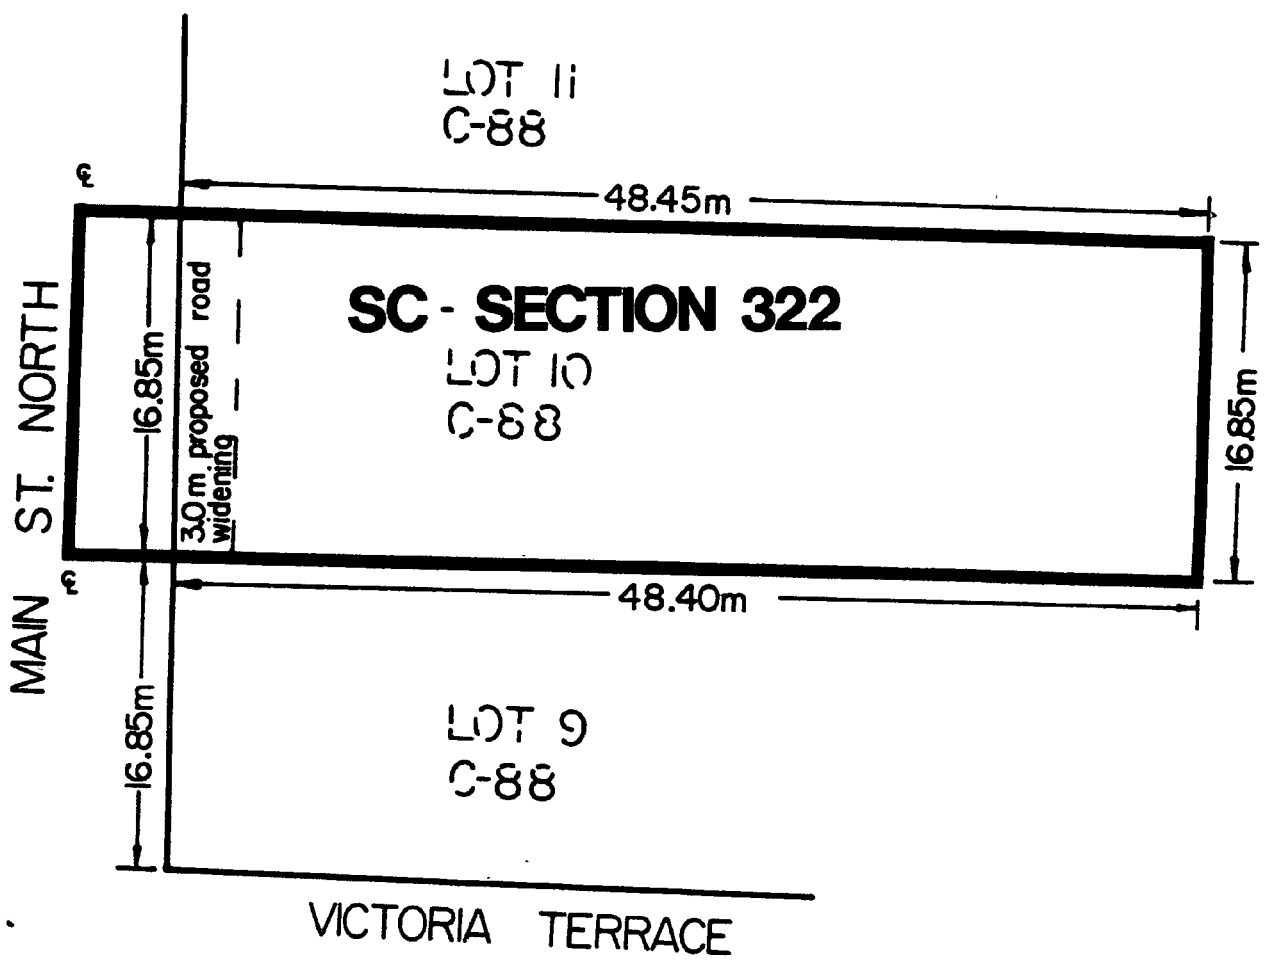 LOT 11
C-88
℄
48.45m
SC - SECTION 322
LOT 10
C-88
16.85m
3.0 m. proposed road
widening
16.85m
MAIN ST. NORTH
℄
48.40m
16.85m
LOT 9
C-88
VICTORIA TERRACE